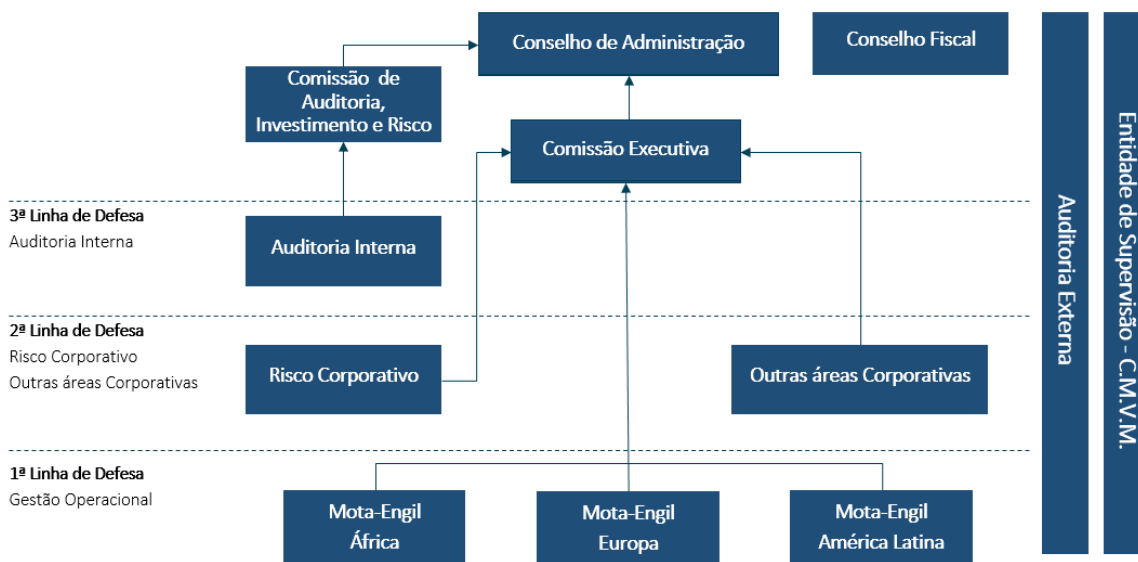 Conselho de Administração
Conselho Fiscal
Comissão de
Auditoria,
Investimento e Risco
Comissão Executiva
3ª Linha de Defesa
Auditoria Interna
Auditoria Interna
2ª Linha de Defesa
Risco Corporativo
Outras áreas Corporativas
Risco Corporativo
Outras áreas Corporativas
1ª Linha de Defesa
Gestão Operacional
Mota-Engil
África
Mota-Engil
Europa
Mota-Engil
América Latina
Auditoria Externa
Entidade de Supervisão - C.M.V.M.